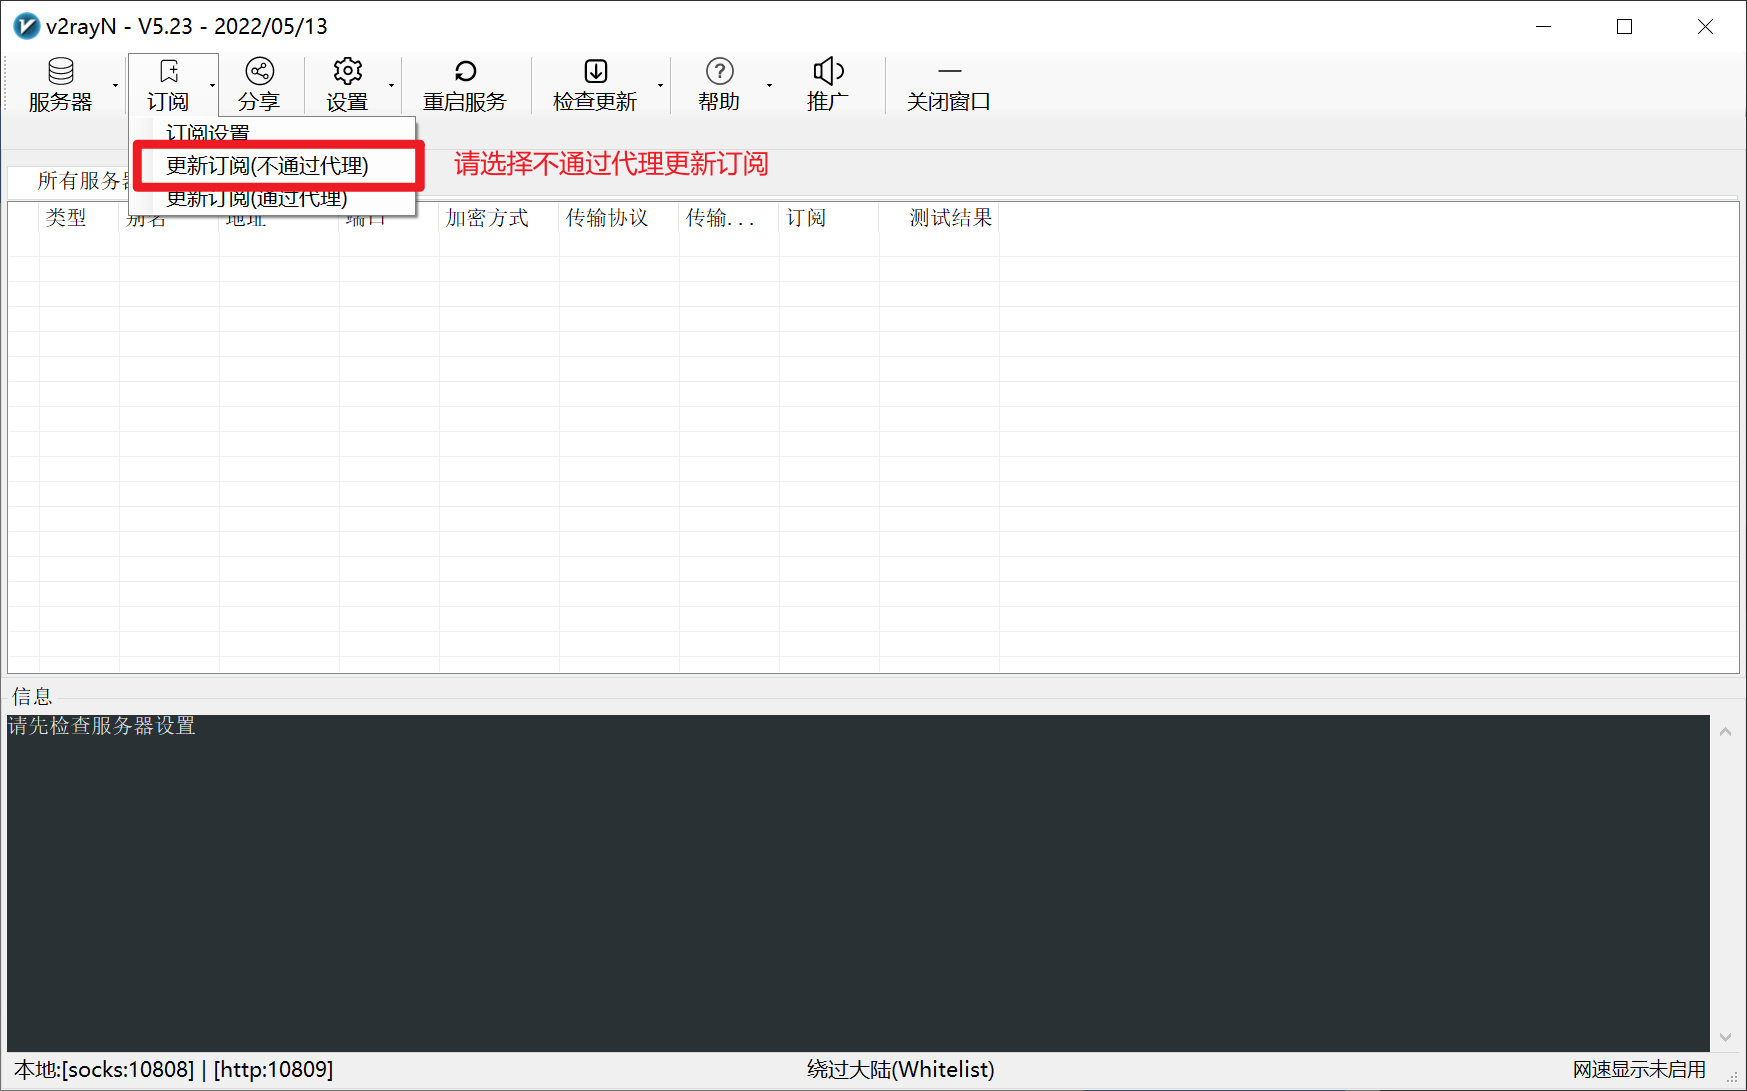 v2rayN - V5.23 - 2022/05/13
服务器 订阅 分享 设置 重启服务 检查更新 帮助 推广 关闭窗口
订阅设置
更新订阅(不通过代理) 请选择不通过代理更新订阅
所有服务器
更新订阅(通过代理)
类型 别名 地址 端口 加密方式 传输协议 传输... 订阅 测试结果
信息
请先检查服务器设置
本地:[socks:10808] | [http:10809] 绕过大陆(Whitelist) 网速显示未启用